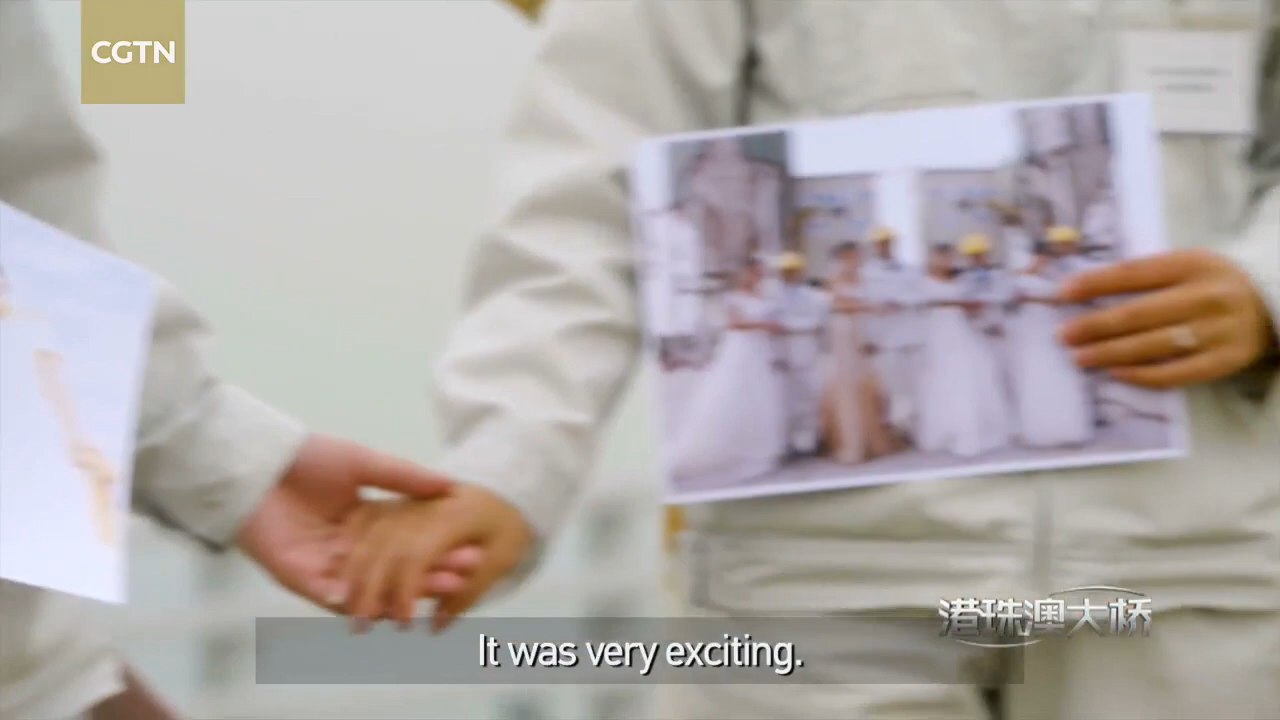 CGTN
港珠澳大桥
It was very exciting.